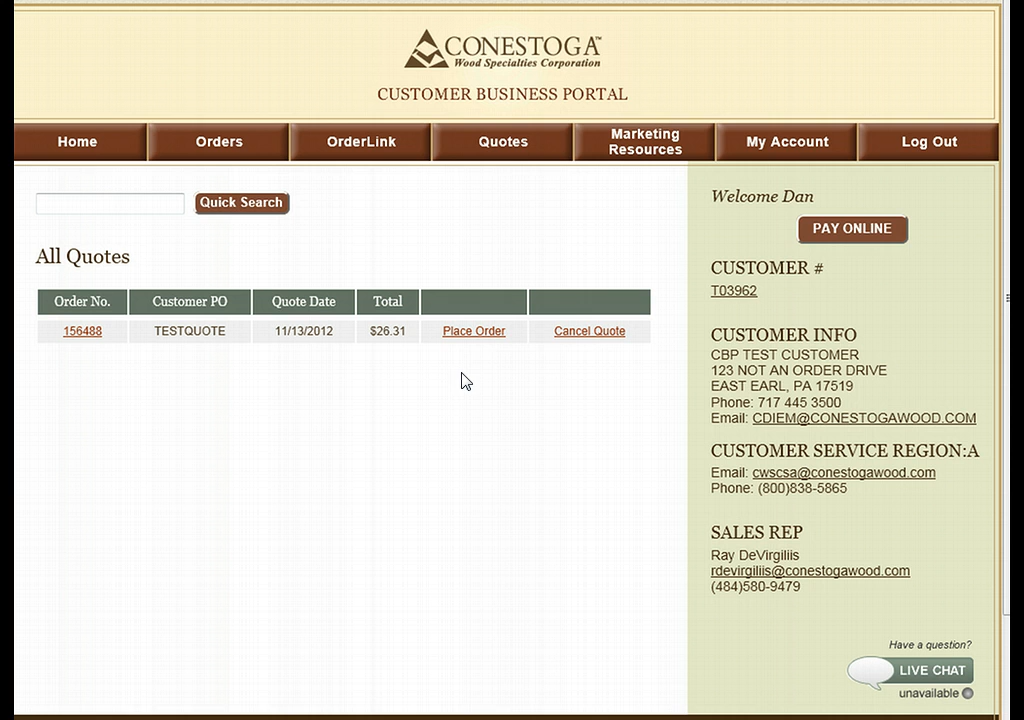 CONESTOGA™
Wood Specialties Corporation
CUSTOMER BUSINESS PORTAL
Home
Orders
OrderLink
Quotes
Marketing
Resources
My Account
Log Out
Quick Search
All Quotes
Order No. Customer PO Quote Date Total
156488 TESTQUOTE 11/13/2012 $26.31 Place Order Cancel Quote
Welcome Dan
PAY ONLINE
CUSTOMER #
T03962
CUSTOMER INFO
CBP TEST CUSTOMER
123 NOT AN ORDER DRIVE
EAST EARL, PA 17519
Phone: 717 445 3500
Email: CDIEM@CONESTOGAWOOD.COM
CUSTOMER SERVICE REGION:A
Email: cwscsa@conestogawood.com
Phone: (800)838-5865
SALES REP
Ray DeVirgiliis
rdevirgiliis@conestogawood.com
(484)580-9479
Have a question?
LIVE CHAT
unavailable